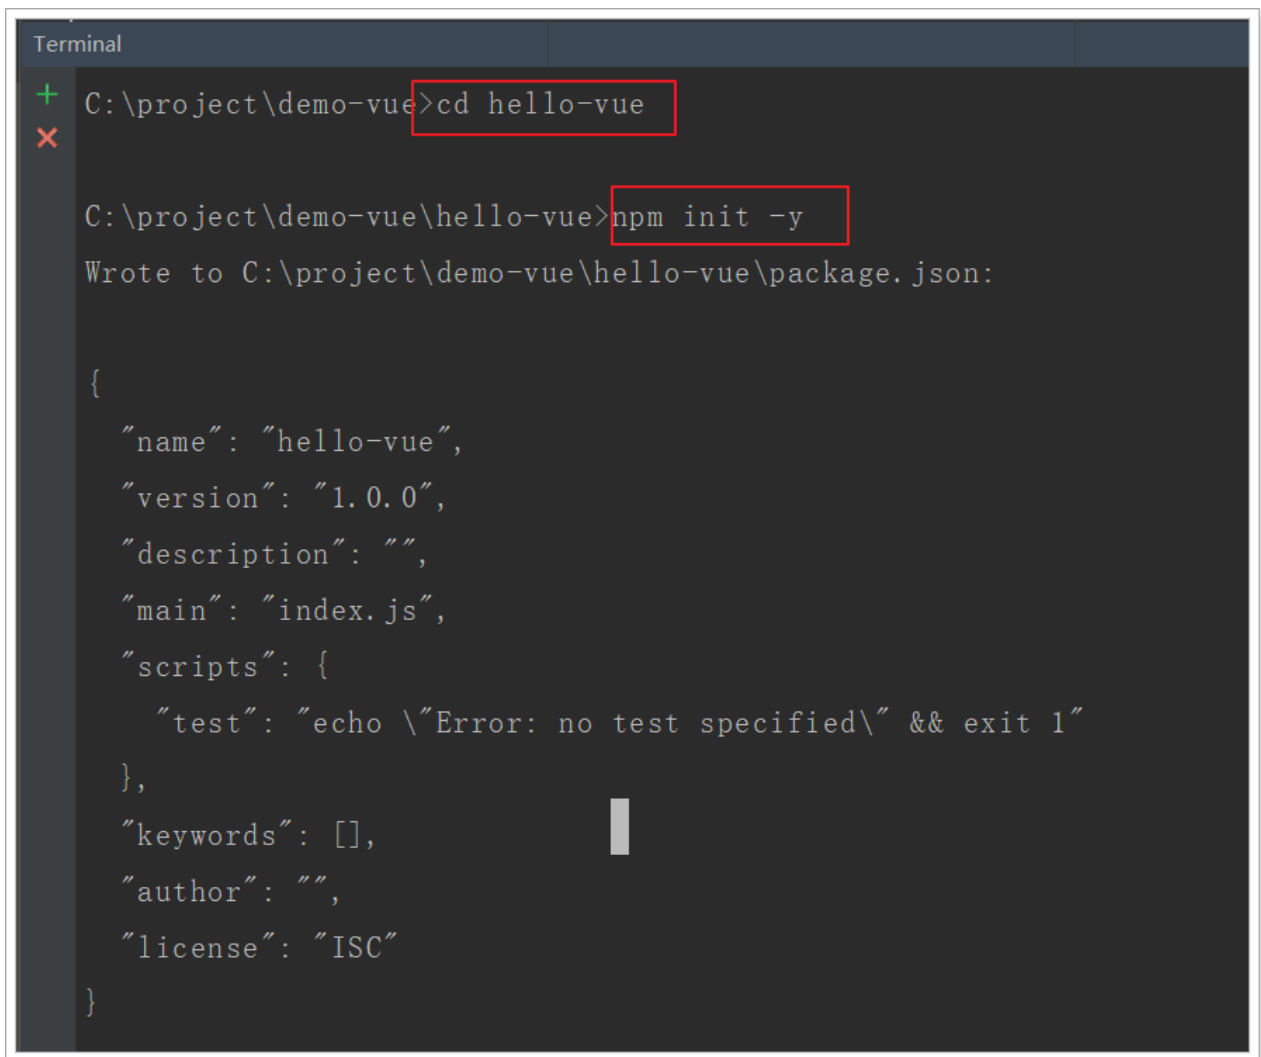 Terminal
C:\project\demo-vue>cd hello-vue
C:\project\demo-vue\hello-vue>npm init -y
Wrote to C:\project\demo-vue\hello-vue\package.json:
{
"name": "hello-vue",
"version": "1.0.0",
"description": "",
"main": "index.js",
"scripts": {
"test": "echo \"Error: no test specified\" && exit 1"
},
"keywords": [],
"author": "",
"license": "ISC"
}